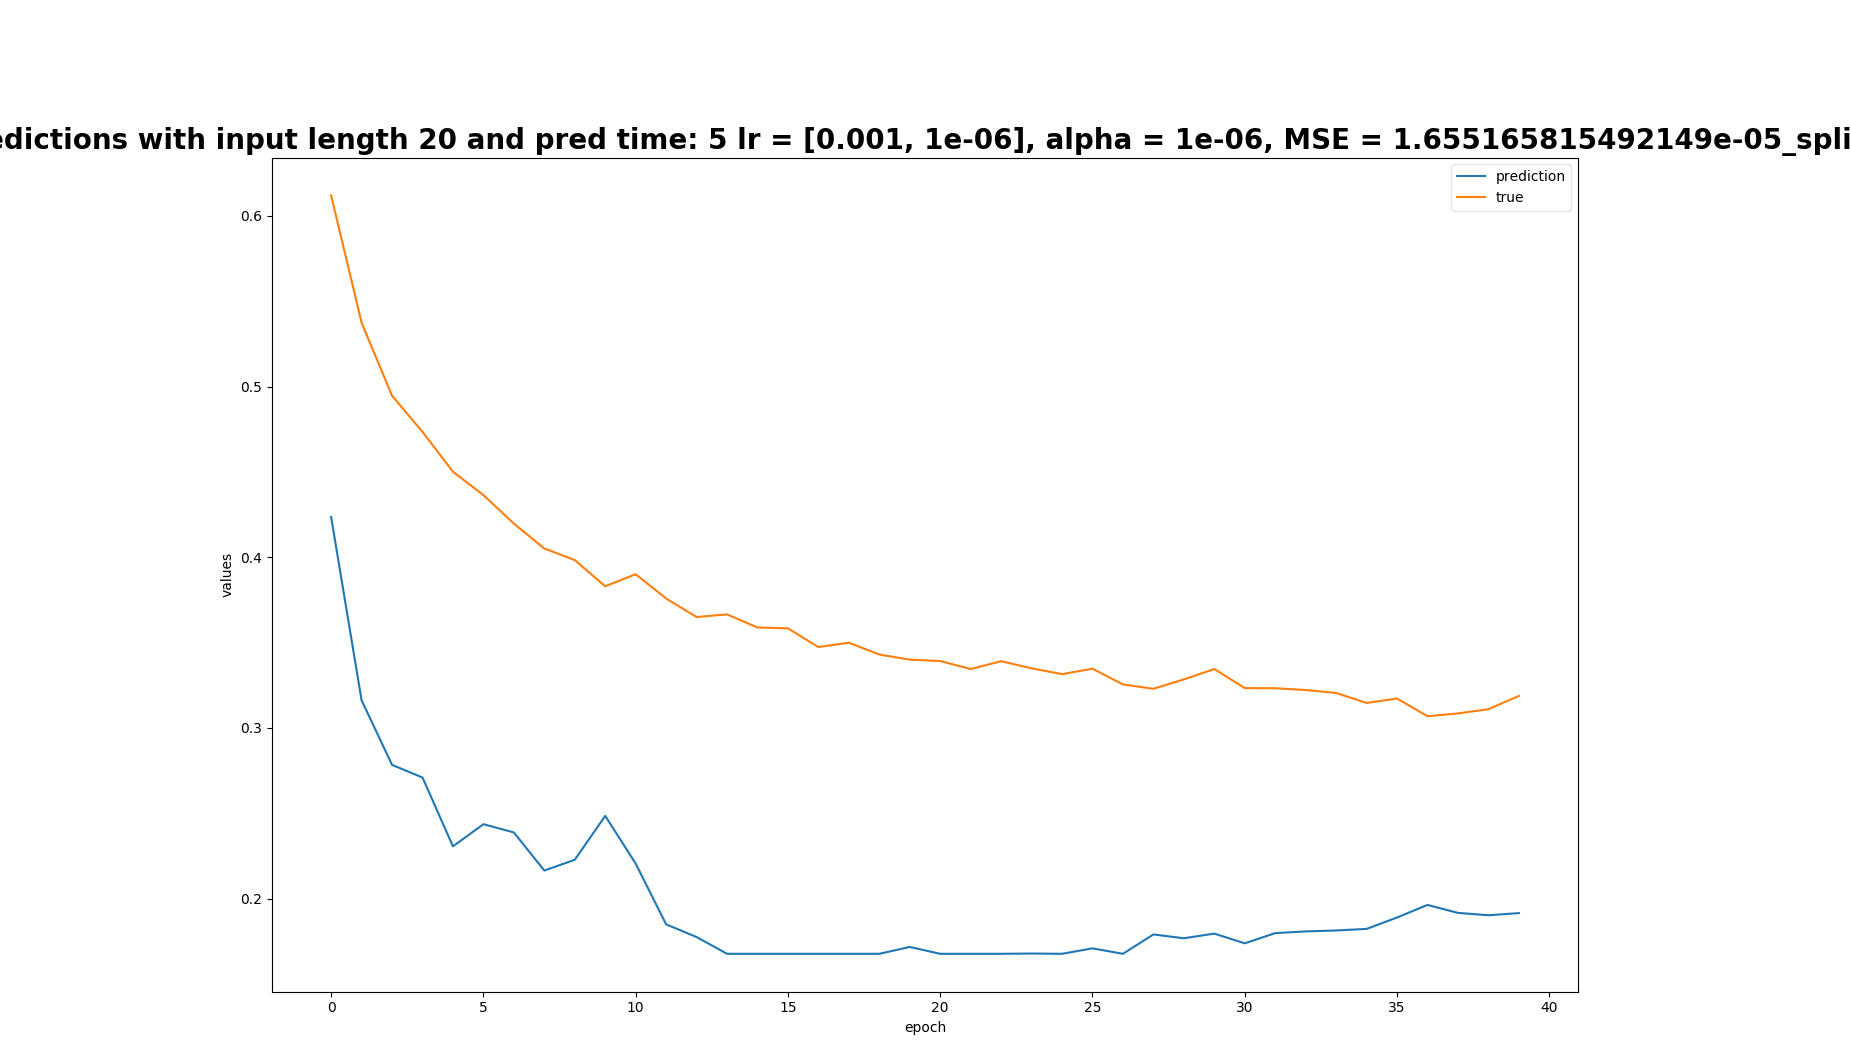 edictions with input length 20 and pred time: 5 lr = [0.001, 1e-06], alpha = 1e-06, MSE = 1.655165815492149e-05_spli
prediction
true
0.6
0.5
0.4
0.3
0.2
values
0 5 10 15 20 25 30 35 40
epoch